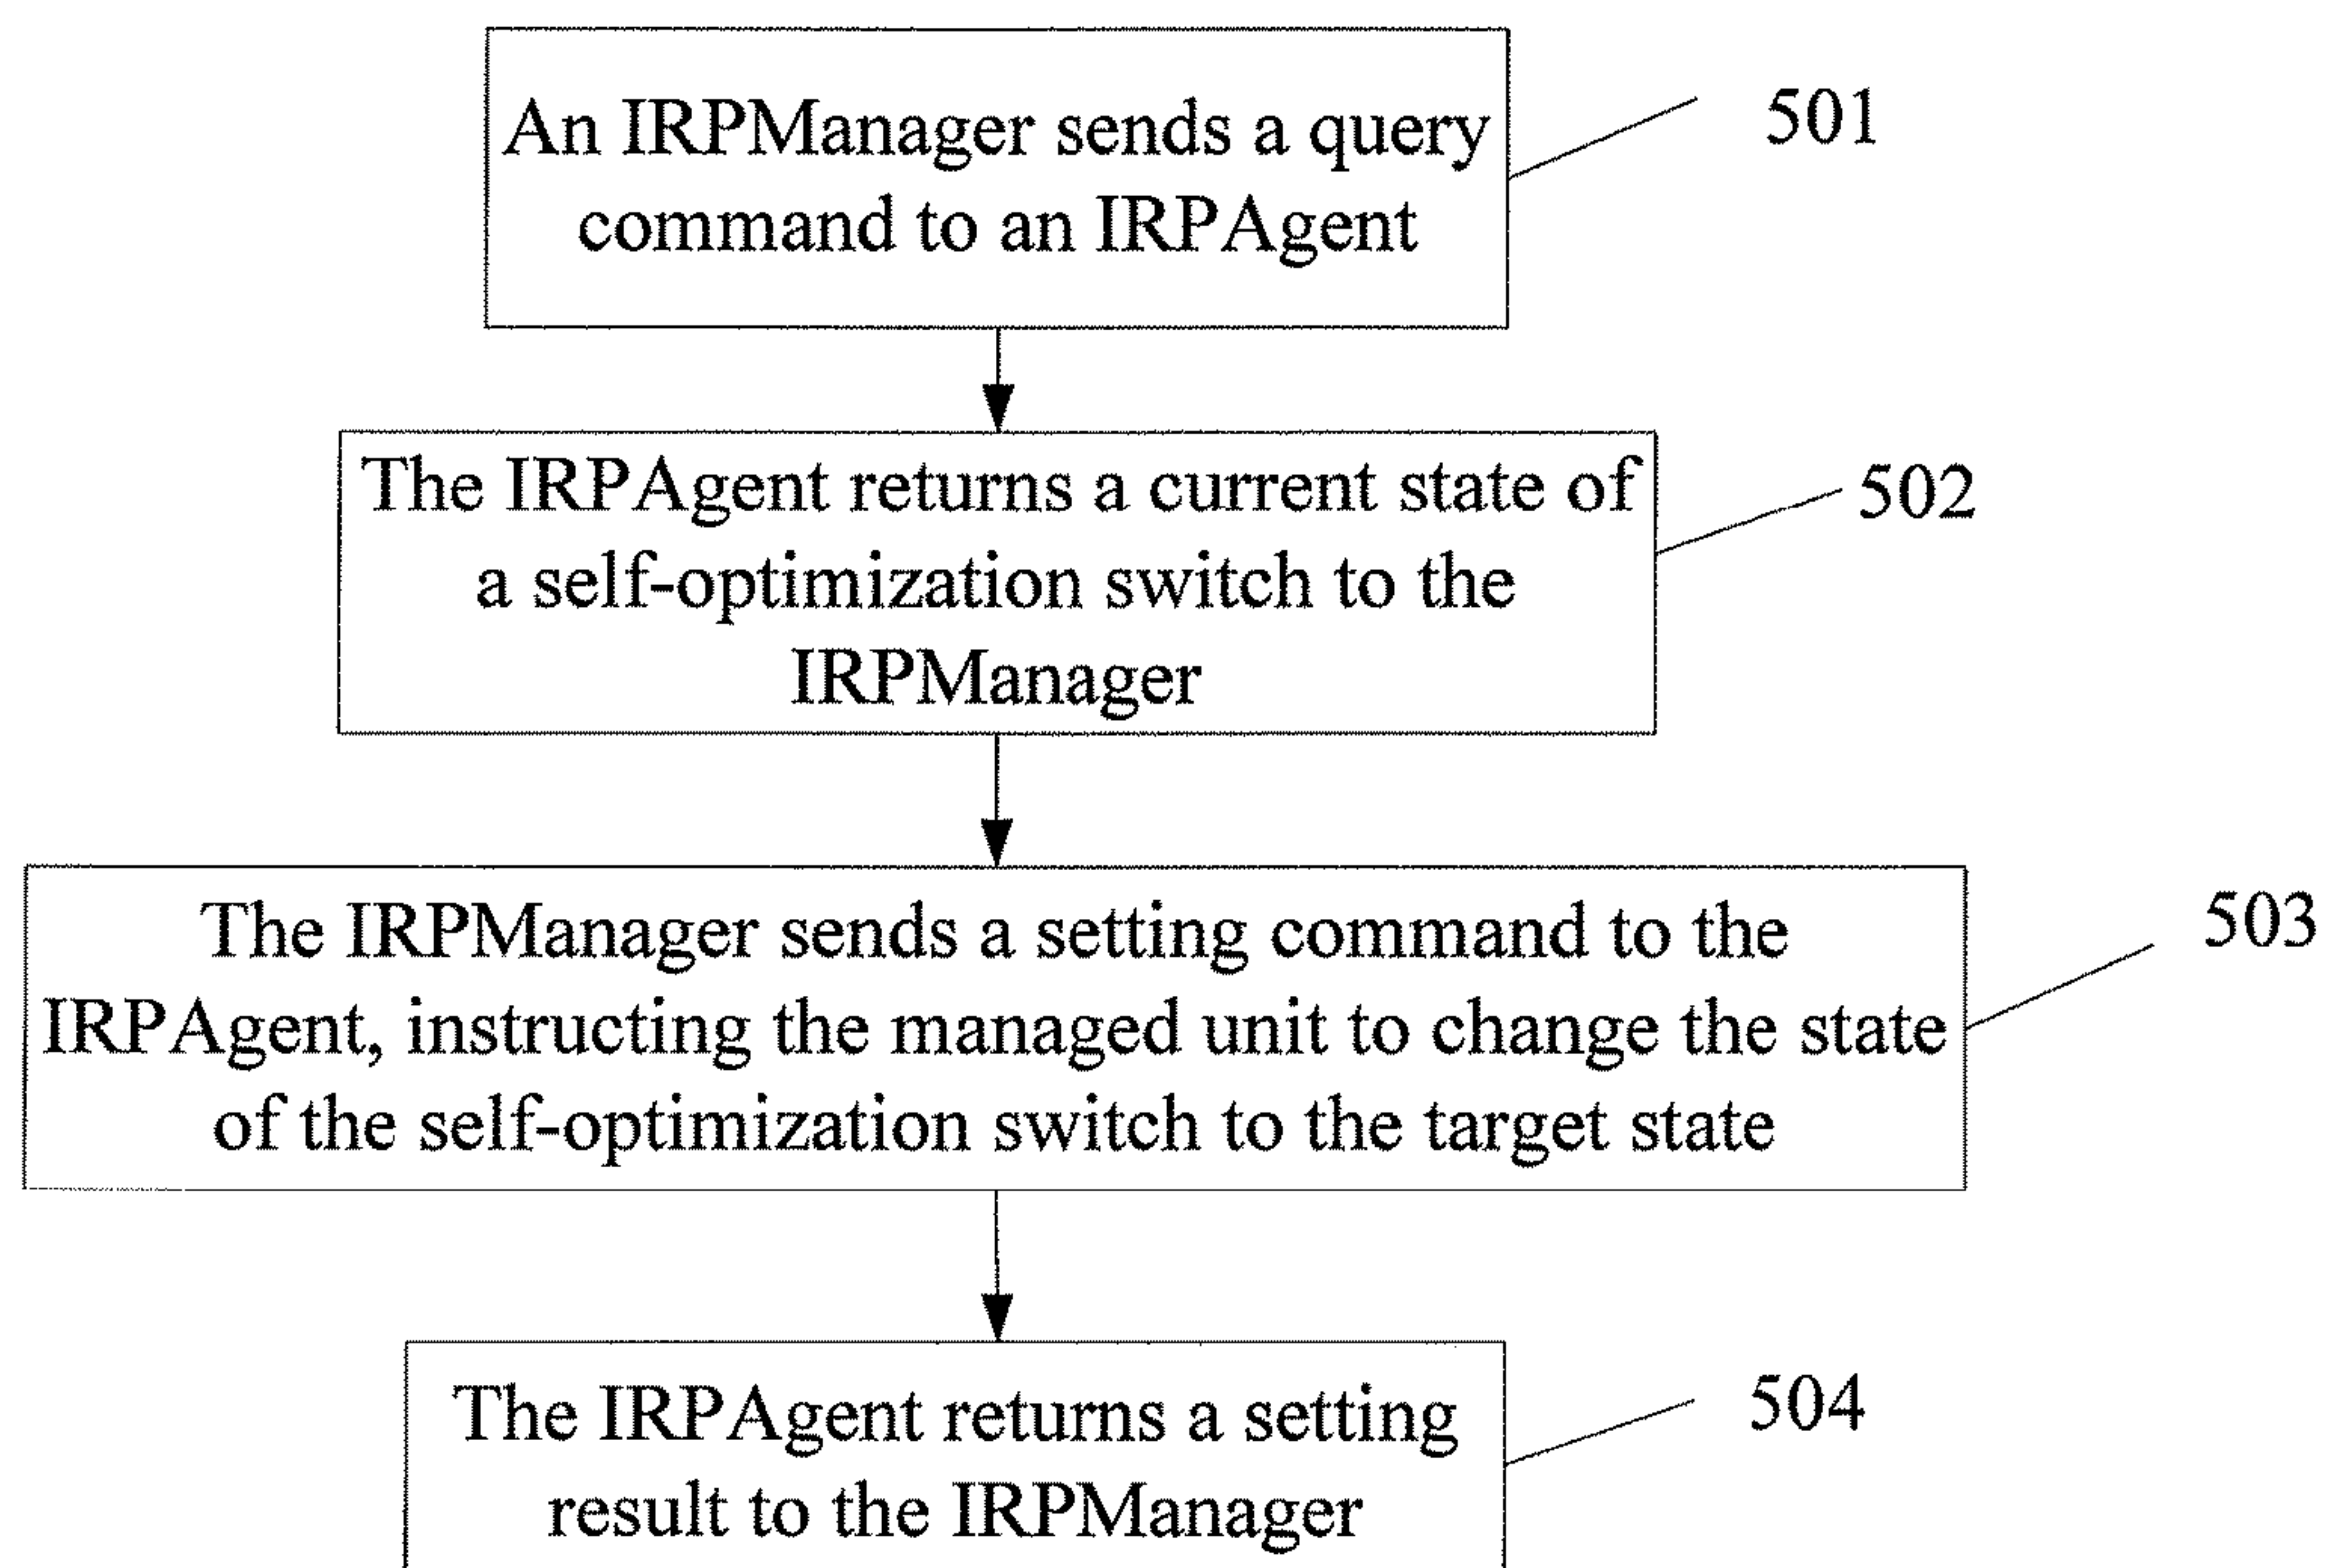 An IRPManager sends a query
command to an IRPAgent
501
The IRPAgent returns a current state of
a self-optimization switch to the
IRPManager
502
The IRPManager sends a setting command to the
IRPAgent, instructing the managed unit to change the state
of the self-optimization switch to the target state
503
The IRPAgent returns a setting
result to the IRPManager
504